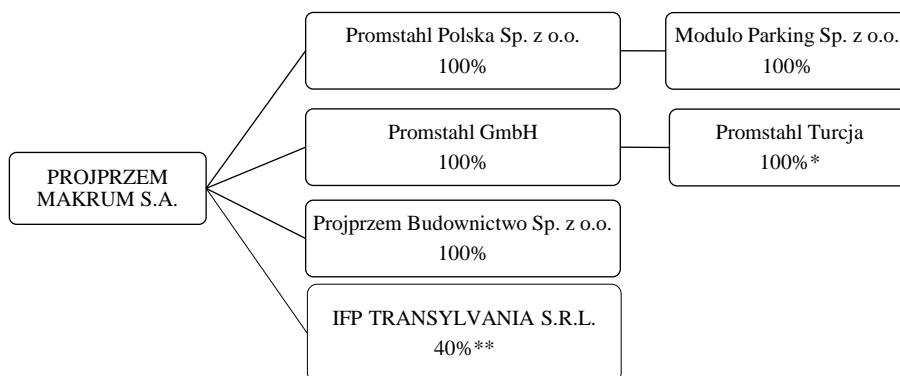 Promstahl Polska Sp. z o.o.
100%
Modulo Parking Sp. z o.o.
100%
Promstahl GmbH
100%
Promstahl Turcja
100%*
PROJPRZEM
MAKRUM S.A.
Projprzem Budownictwo Sp. z o.o.
100%
IFP TRANSYLVANIA S.R.L.
40%**